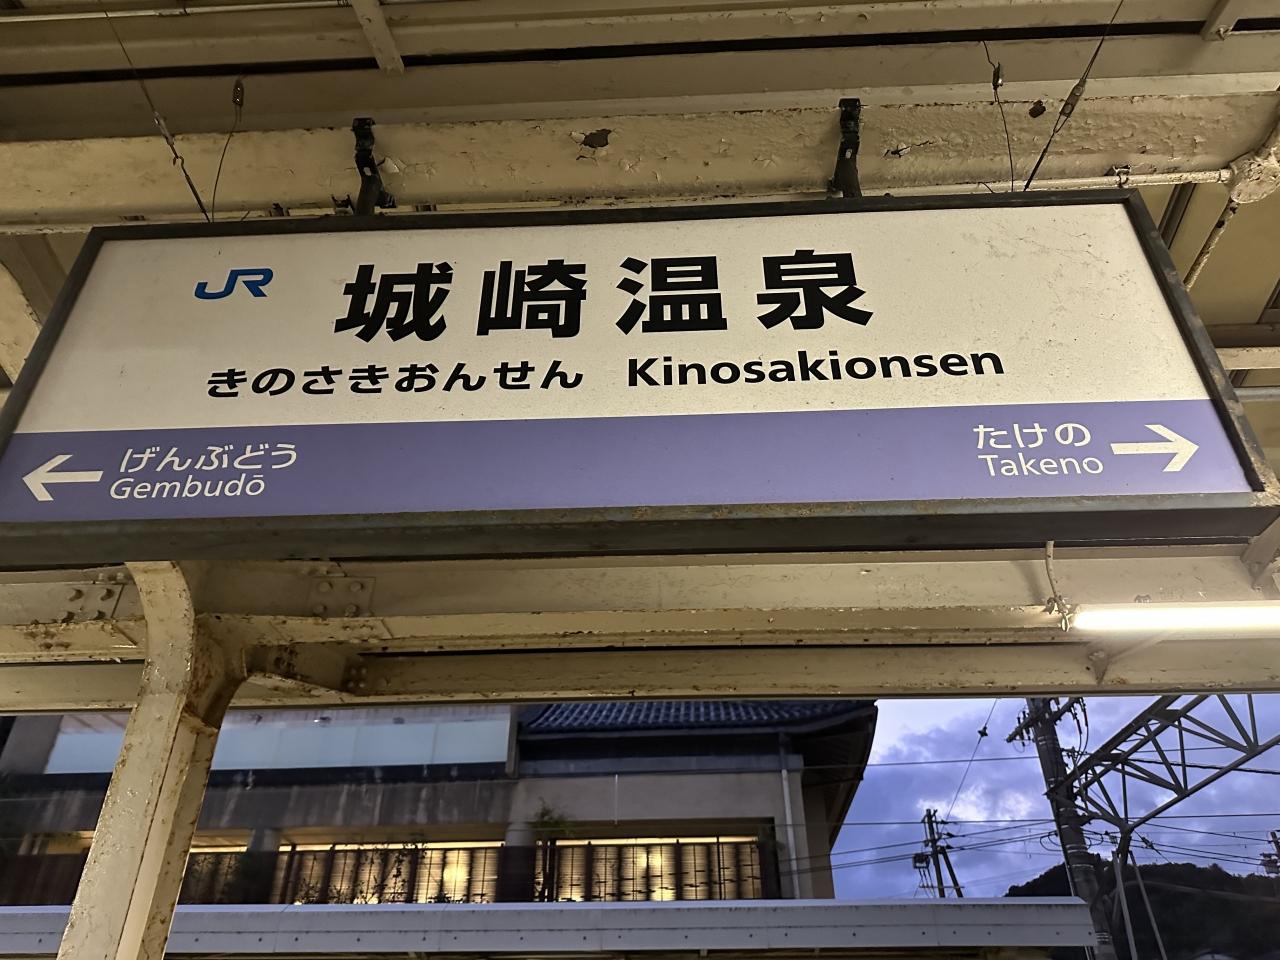 JR 城崎温泉
きのさきおんせん Kinosakionsen
← げんぶどう
Gembudō
たけの →
Takeno